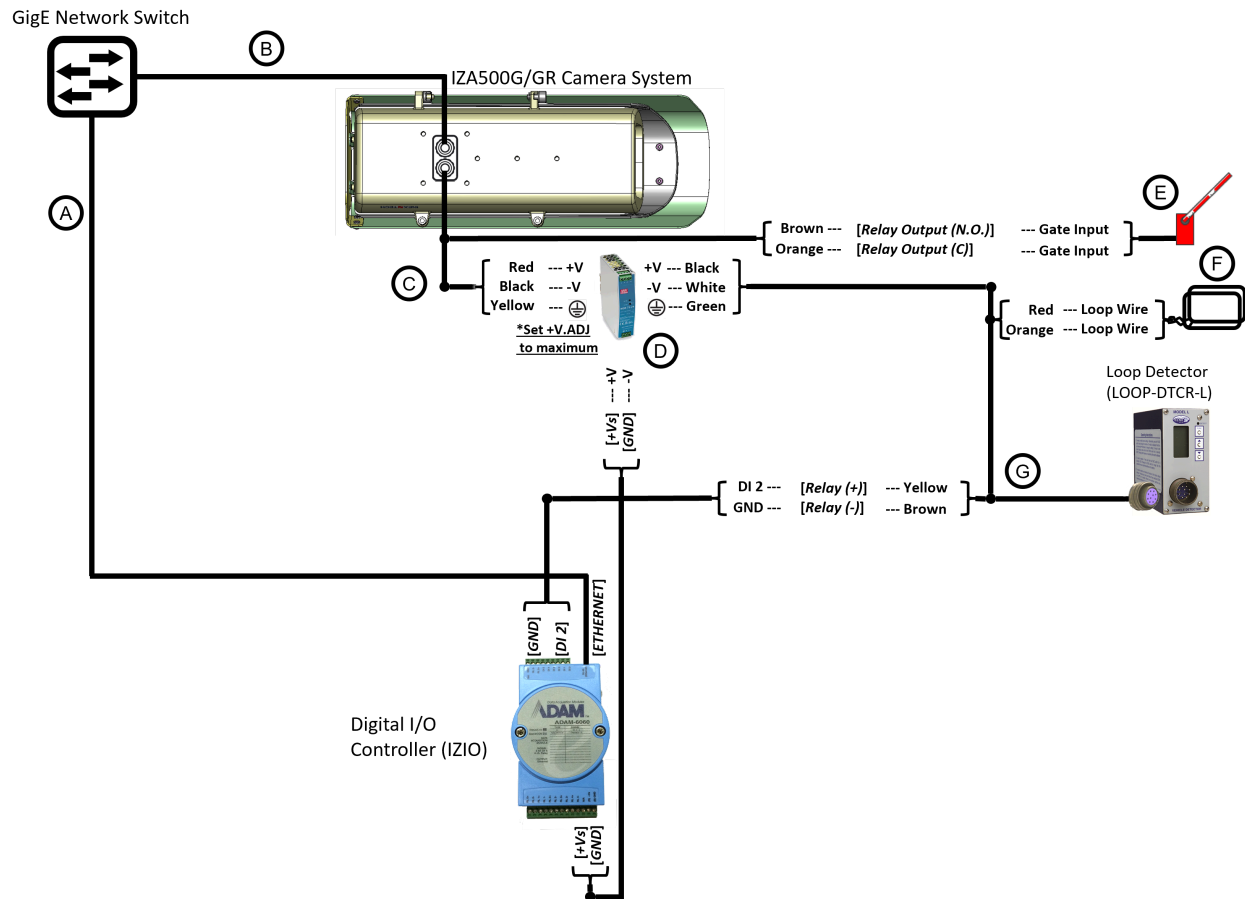 GigE Network Switch
B
IZA500G/GR Camera System
A
E
Brown --- [Relay Output (N.O.)] --- Gate Input
Orange --- [Relay Output (C)] --- Gate Input
F
C
Red --- +V
Black --- -V
Yellow ---
+V --- Black
-V --- White
--- Green
*Set +V.ADJ
to maximum
D
Red --- Loop Wire
Orange --- Loop Wire
Loop Detector
(LOOP-DTCR-L)
MODEL L
[+Vs] --- +V
[GND] --- -V
G
DI 2 --- [Relay (+)] --- Yellow
GND --- [Relay (-)] --- Brown
[GND]
[DI 2]
[ETHERNET]
ADAM
ADAM-6060
Digital I/O
Controller (IZIO)
[+Vs]
[GND]